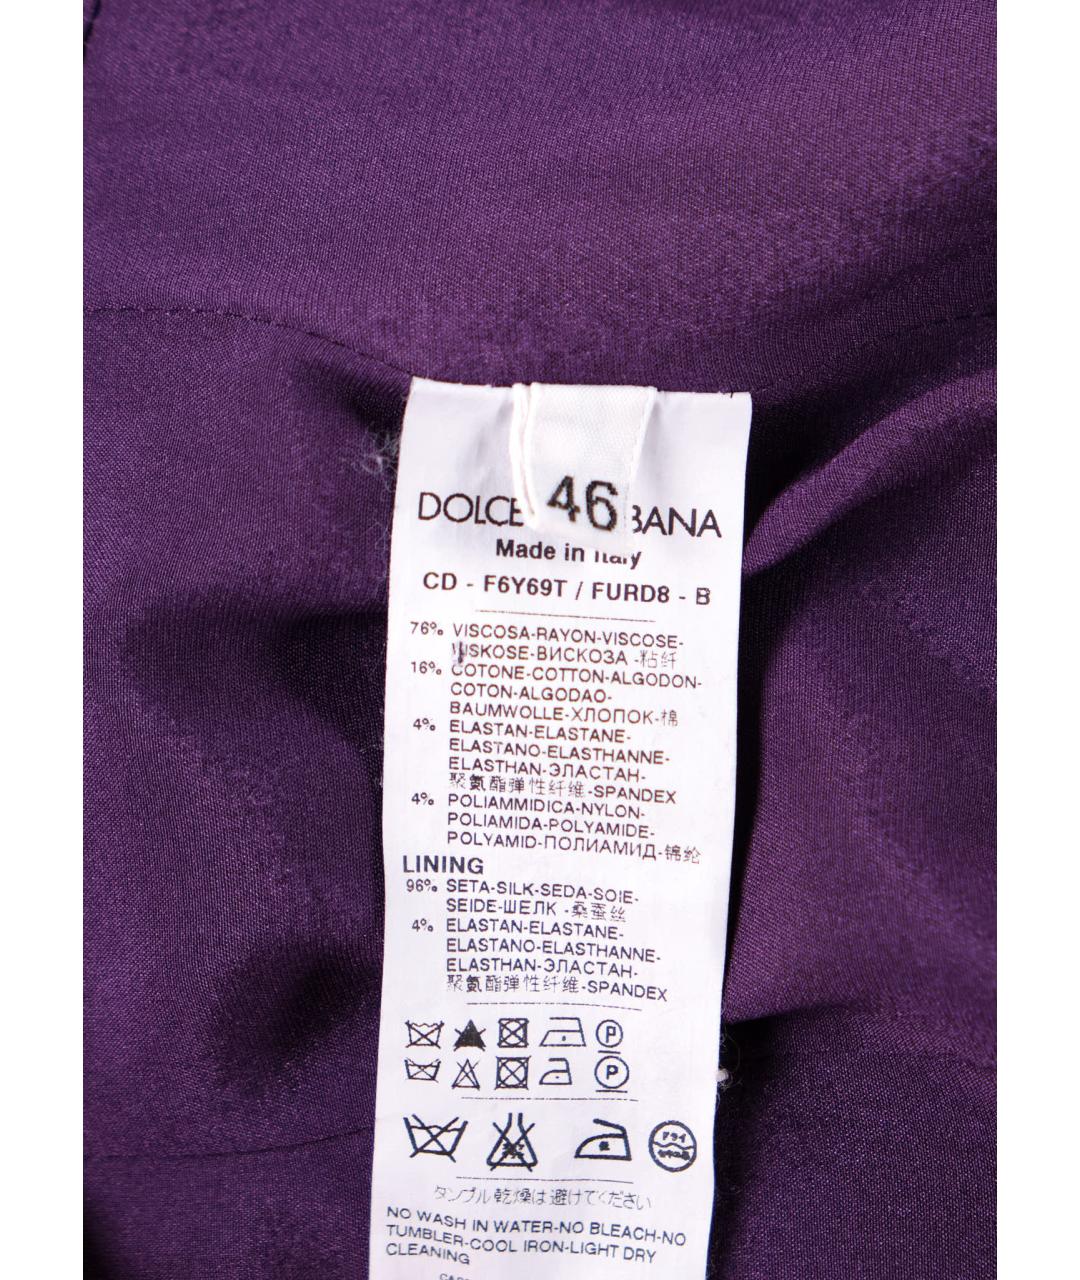 46
DOLCE BANA
Made in Italy
CD - F6Y69T / FURD8 - B
76% VISCOSA-RAYON-VISCOSE-
VISKOSE-ВИСКОЗА -粘纤
16% COTONE-COTTON-ALGODON-
COTON-ALGODAO-
BAUMWOLLE-ХЛОПОК-棉
4% ELASTAN-ELASTANE-
ELASTANO-ELASTHANNE-
ELASTHAN-ЭЛАСТАН-
聚氨酯弹性纤维-SPANDEX
4% POLIAMMIDICA-NYLON-
POLIAMIDA-POLYAMIDE-
POLYAMID-ПОЛИАМИД-锦纶
LINING
96% SETA-SILK-SEDA-SOIE-
SEIDE-ШЕЛК -桑蚕丝
4% ELASTAN-ELASTANE-
ELASTANO-ELASTHANNE-
ELASTHAN-ЭЛАСТАН-
聚氨酯弹性纤维-SPANDEX
P
P
ドライ
タンブル乾燥は避けてください
NO WASH IN WATER-NO BLEACH-NO
TUMBLER-COOL IRON-LIGHT DRY
CLEANING